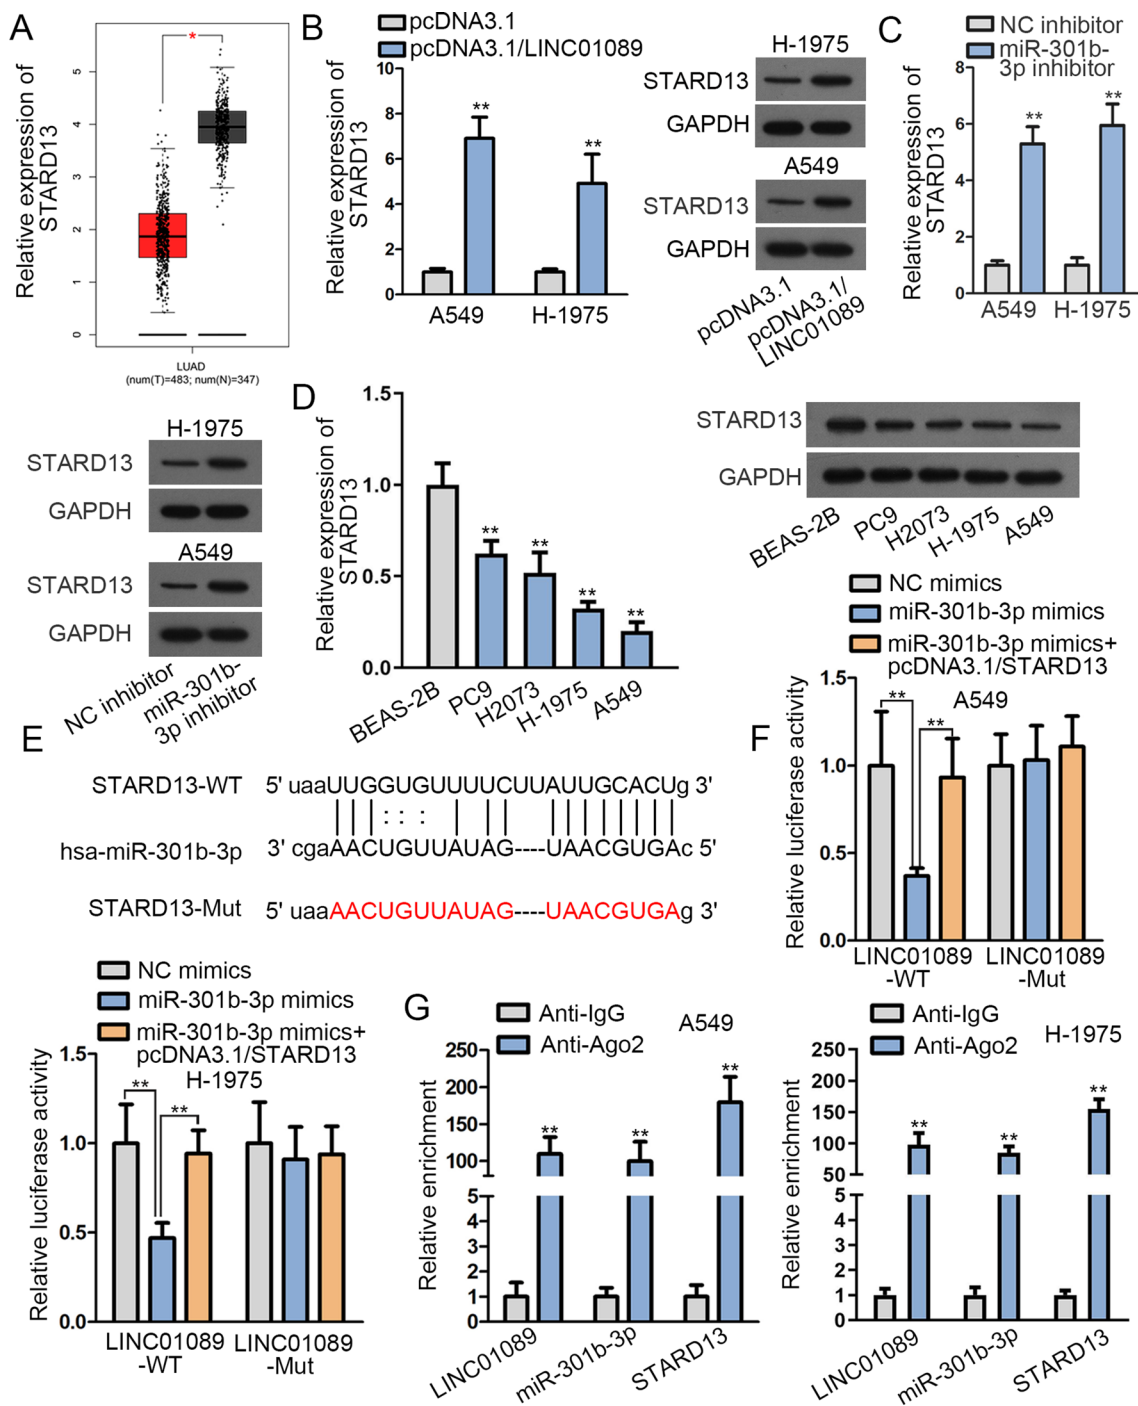 A
Relative expression of
STARD13
*
5
4
3
2
1
0
LUAD
(num(T)=483; num(N)=347)
B
pcDNA3.1
pcDNA3.1/LINC01089
Relative expression of
STARD13
10
8
6
4
2
0
**
**
A549
H-1975
H-1975
STARD13
GAPDH
A549
STARD13
GAPDH
pcDNA3.1
pcDNA3.1/
LINC01089
C
NC inhibitor
miR-301b-
3p inhibitor
Relative expression of
STARD13
8
6
4
2
0
**
**
A549
H-1975
H-1975
STARD13
GAPDH
A549
STARD13
GAPDH
NC inhibitor
miR-301b-
3p inhibitor
D
Relative expression of
STARD13
1.5
1.0
0.5
0.0
**
**
**
**
BEAS-2B
PC9
H2073
H-1975
A549
STARD13
GAPDH
BEAS-2B
PC9
H2073
H-1975
A549
E
STARD13-WT 5' uaaUUGGUGUUUUCUUAUUGCACUg 3'
hsa-miR-301b-3p 3' cgaAACUGUUAUAG----UAACGUGAc 5'
STARD13-Mut 5' uaaAACUGUUAUAG----UAACGUGAg 3'
F
NC mimics
miR-301b-3p mimics
miR-301b-3p mimics+
pcDNA3.1/STARD13
A549
Relative luciferase activity
1.5
1.0
0.5
0.0
**
**
LINC01089
-WT
LINC01089
-Mut
NC mimics
miR-301b-3p mimics
miR-301b-3p mimics+
pcDNA3.1/STARD13
H-1975
Relative luciferase activity
1.5
1.0
0.5
0.0
**
**
LINC01089
-WT
LINC01089
-Mut
G
Anti-IgG
Anti-Ago2
A549
Relative enrichment
250
200
150
100
5
4
3
2
1
0
**
**
**
LINC01089
miR-301b-3p
STARD13
Anti-IgG
Anti-Ago2
H-1975
Relative enrichment
250
200
150
100
50
5
4
3
2
1
0
**
**
**
LINC01089
miR-301b-3p
STARD13